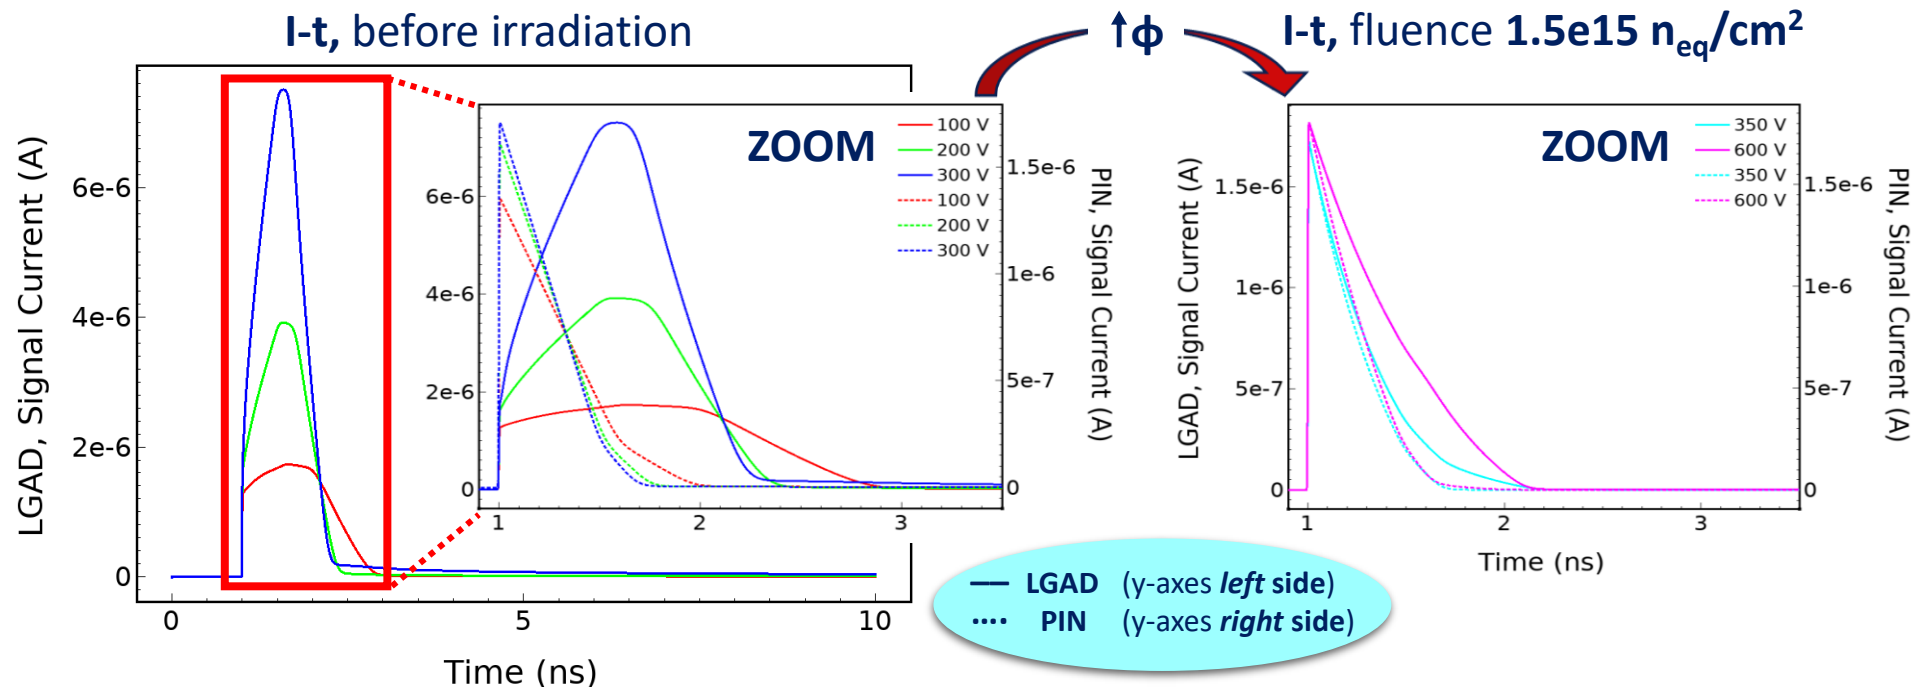 I-t, before irradiation
↑ϕ
I-t, fluence 1.5e15 n_eq/cm²
LGAD, Signal Current (A)
6e-6
4e-6
2e-6
0
0
5
10
Time (ns)
ZOOM
100 V
200 V
300 V
100 V
200 V
300 V
6e-6
4e-6
2e-6
0
1
2
3
1.5e-6
1e-6
5e-7
0
PIN, Signal Current (A)
LGAD, Signal Current (A)
ZOOM
350 V
600 V
350 V
600 V
1.5e-6
1e-6
5e-7
0
1
2
3
Time (ns)
1.5e-6
1e-6
5e-7
0
PIN, Signal Current (A)
LGAD (y-axes left side)
PIN (y-axes right side)